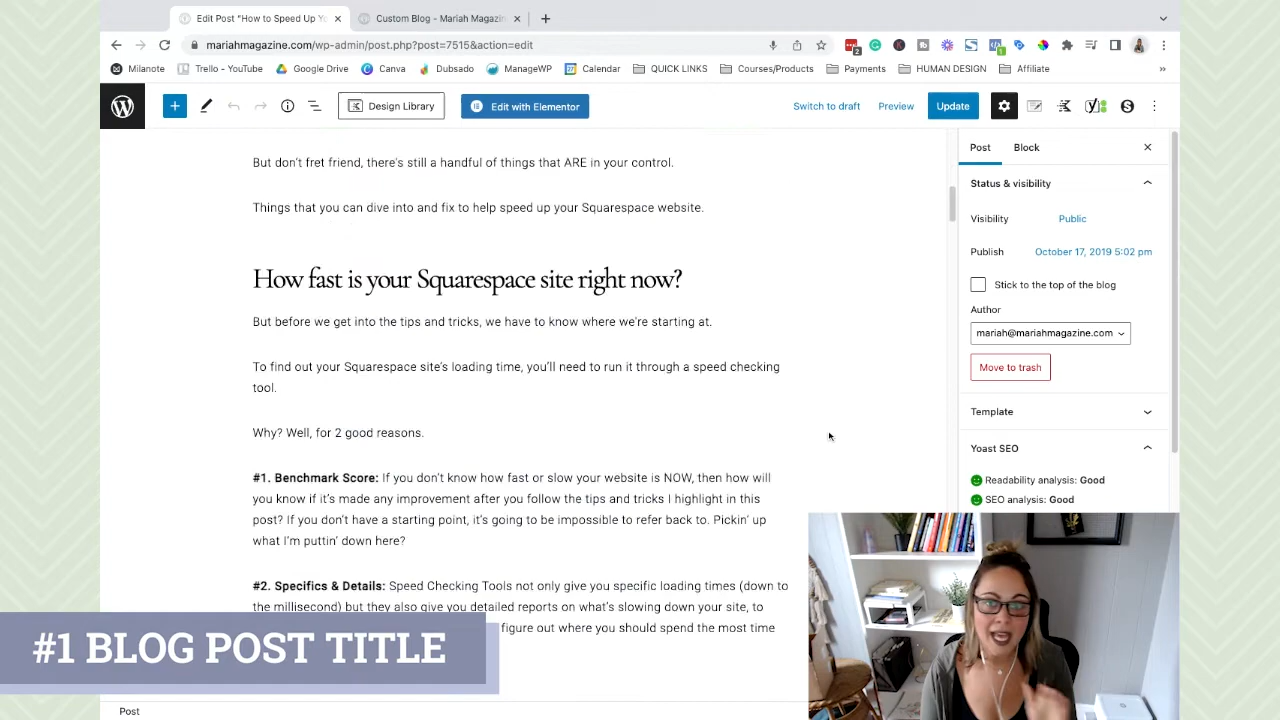 Edit Post "How to Speed Up Yo
Custom Blog - Mariah Magazin
mariahmagazine.com/wp-admin/post.php?post=7515&action=edit
2
1
Milanote
Trello - YouTube
Google Drive
Canva
Dubsado
ManageWP
Calendar
QUICK LINKS
Courses/Products
Payments
HUMAN DESIGN
Affiliate
»
Design Library
Edit with Elementor
Switch to draft
Preview
Update
Post
Block
But don't fret friend, there's still a handful of things that ARE in your control.
Things that you can dive into and fix to help speed up your Squarespace website.
How fast is your Squarespace site right now?
But before we get into the tips and tricks, we have to know where we're starting at.
To find out your Squarespace site's loading time, you'll need to run it through a speed checking
tool.
Why? Well, for 2 good reasons.
#1. Benchmark Score: If you don't know how fast or slow your website is NOW, then how will
you know if it's made any improvement after you follow the tips and tricks I highlight in this
post? If you don't have a starting point, it's going to be impossible to refer back to. Pickin' up
what I'm puttin' down here?
#2. Specifics & Details: Speed Checking Tools not only give you specific loading times (down to
the millisecond) but they also give you detailed reports on what's slowing down your site, to
figure out where you should spend the most time
Status & visibility
Visibility
Public
Publish
October 17, 2019 5:02 pm
Stick to the top of the blog
Author
mariah@mariahmagazine.com
Move to trash
Template
Yoast SEO
Readability analysis: Good
SEO analysis: Good
#1 BLOG POST TITLE
Post